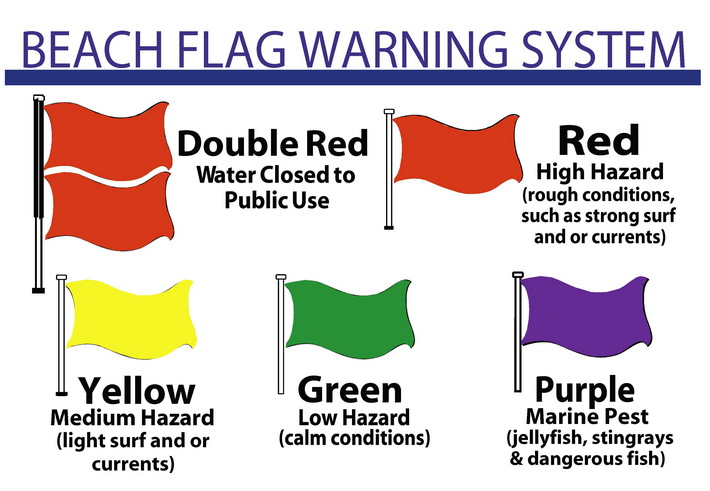 BEACH FLAG WARNING SYSTEM
Double Red
Water Closed to
Public Use
Red
High Hazard
(rough conditions,
such as strong surf
and or currents)
Yellow
Medium Hazard
(light surf and or
currents)
Green
Low Hazard
(calm conditions)
Purple
Marine Pest
(jellyfish, stingrays
& dangerous fish)